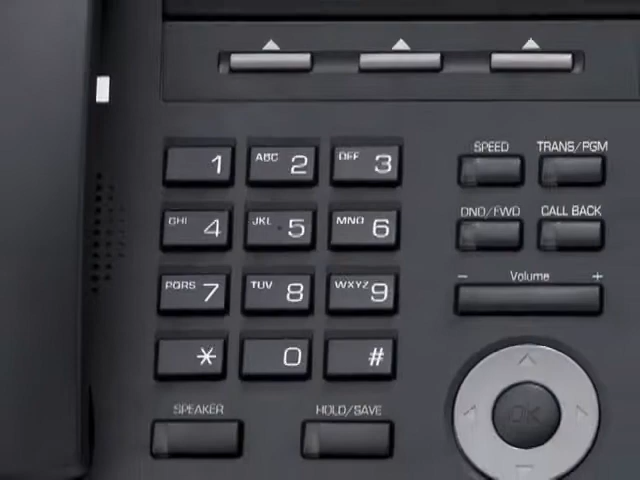 1 ABC 2 DEF 3
SPEED TRANS/PGM
GHI 4 JKL 5 MNO 6
DND/FWD CALL BACK
PQRS 7 TUV 8 WXYZ 9
- Volume +
* 0 #
SPEAKER HOLD/SAVE
OK